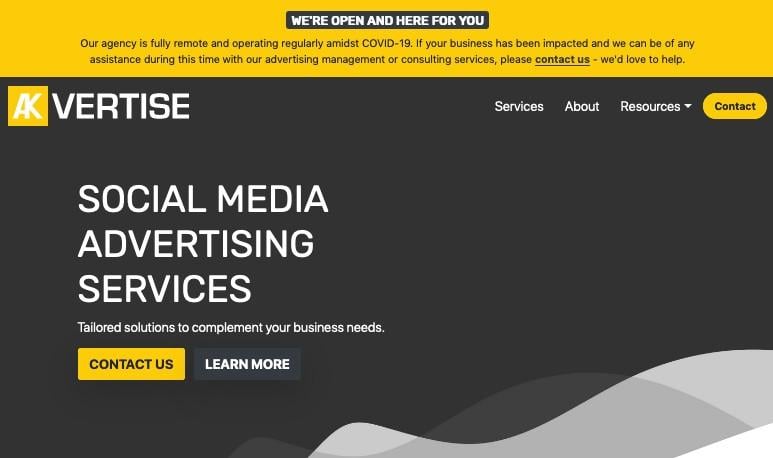 WE'RE OPEN AND HERE FOR YOU
Our agency is fully remote and operating regularly amidst COVID-19. If your business has been impacted and we can be of any
assistance during this time with our advertising management or consulting services, please contact us - we'd love to help.
AK VERTISE
Services About Resources Contact
SOCIAL MEDIA
ADVERTISING
SERVICES
Tailored solutions to complement your business needs.
CONTACT US LEARN MORE